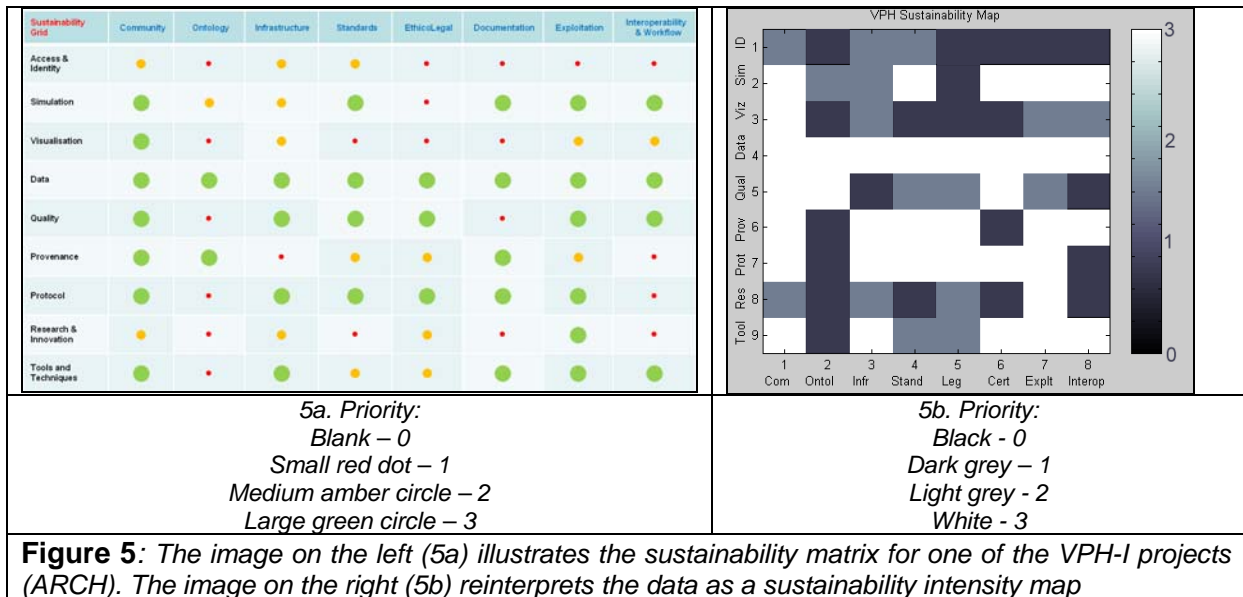 Sustainability Grid Community Ontology Infrastructure Standards EthicoLegal Documentation Exploitation Interoperability & Workflow
Access & Identity
Simulation
Visualisation
Data
Quality
Provenance
Protocol
Research & Innovation
Tools and Techniques
VPH Sustainability Map
ID 1
Sim 2
Viz 3
Data 4
Qual 5
Prov 6
Prot 7
Res 8
Tool 9
1 2 3 4 5 6 7 8
Com Ontol Infr Stand Leg Cert Explt Interop
3
2
1
0
5a. Priority:
Blank – 0
Small red dot – 1
Medium amber circle – 2
Large green circle – 3
5b. Priority:
Black - 0
Dark grey – 1
Light grey - 2
White - 3
Figure 5: The image on the left (5a) illustrates the sustainability matrix for one of the VPH-I projects
(ARCH). The image on the right (5b) reinterprets the data as a sustainability intensity map